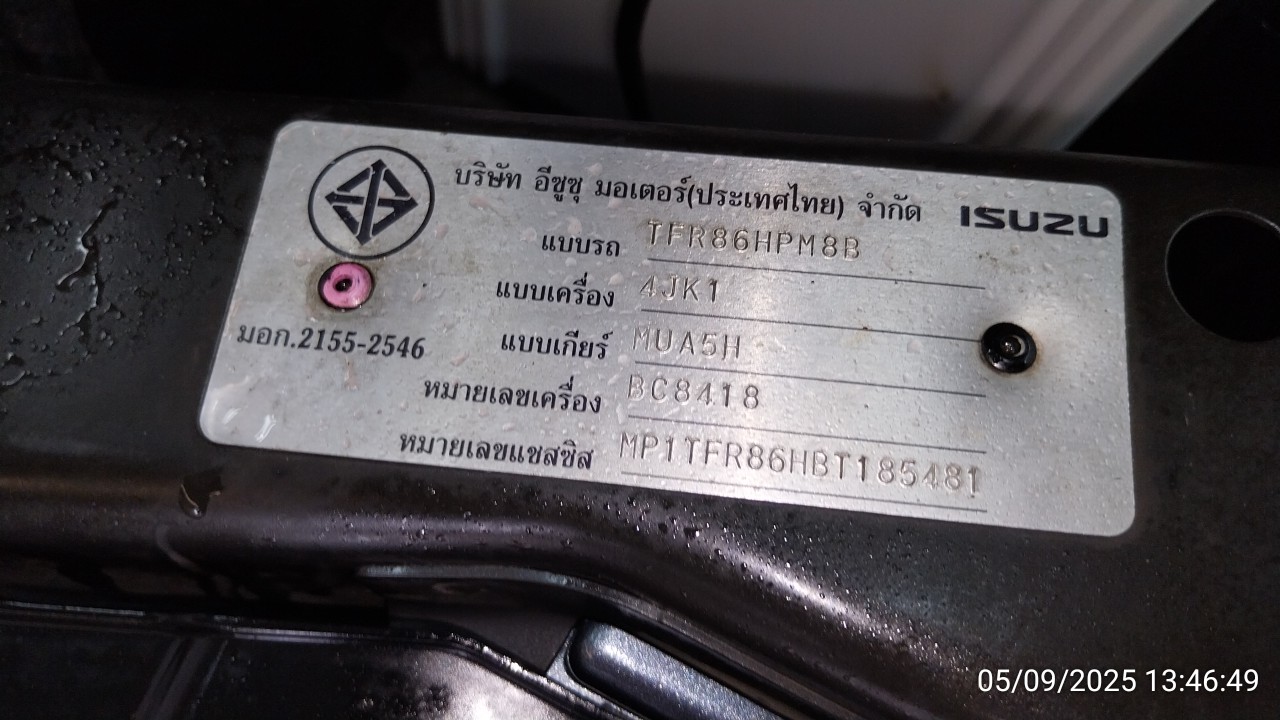 บริษัท อีซูซุ มอเตอร์(ประเทศไทย) จำกัด ISUZU
แบบรถ TFR86HPM8B
แบบเครื่อง 4JK1
มอก.2155-2546
แบบเกียร์ MUA5H
หมายเลขเครื่อง BC8418
หมายเลขแชสซิส MP1TFR86HBT185481
05/09/2025 13:46:49